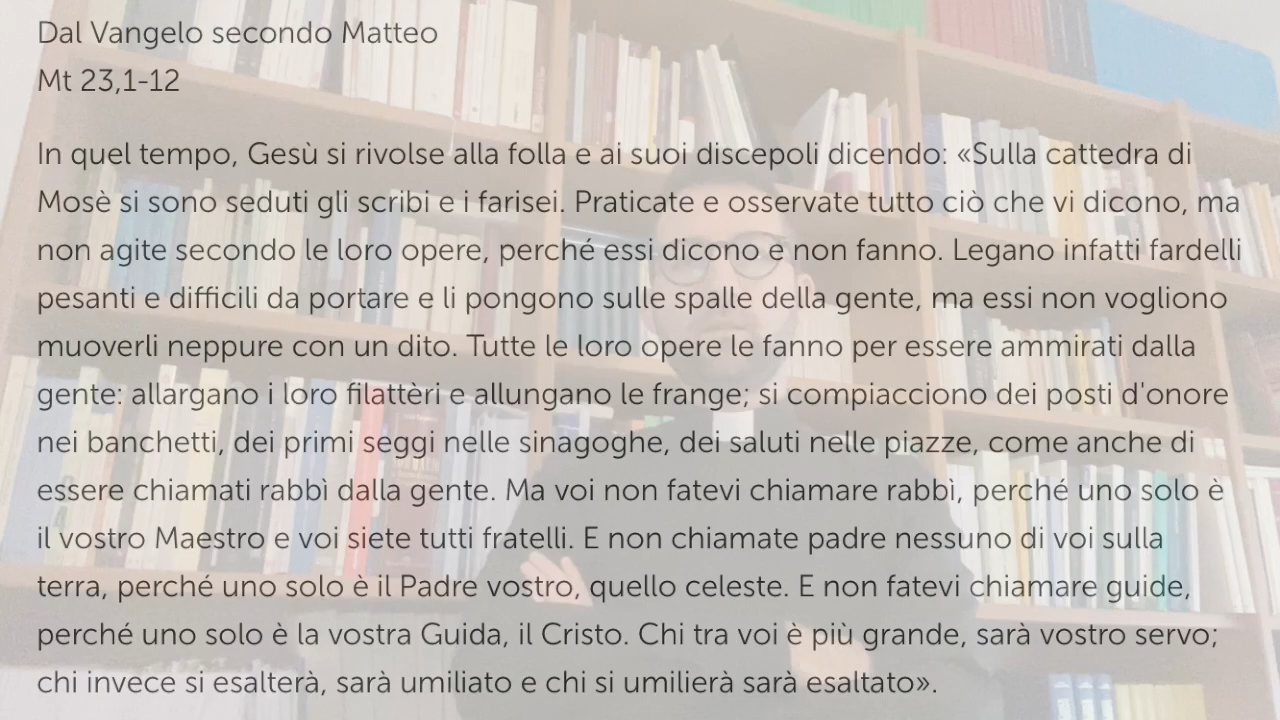 Dal Vangelo secondo Matteo
Mt 23,1-12
In quel tempo, Gesù si rivolse alla folla e ai suoi discepoli dicendo: «Sulla cattedra di
Mosè si sono seduti gli scribi e i farisei. Praticate e osservate tutto ciò che vi dicono, ma
non agite secondo le loro opere, perché essi dicono e non fanno. Legano infatti fardelli
pesanti e difficili da portare e li pongono sulle spalle della gente, ma essi non vogliono
muoverli neppure con un dito. Tutte le loro opere le fanno per essere ammirati dalla
gente: allargano i loro filattèri e allungano le frange; si compiacciono dei posti d'onore
nei banchetti, dei primi seggi nelle sinagoghe, dei saluti nelle piazze, come anche di
essere chiamati rabbì dalla gente. Ma voi non fatevi chiamare rabbì, perché uno solo è
il vostro Maestro e voi siete tutti fratelli. E non chiamate padre nessuno di voi sulla
terra, perché uno solo è il Padre vostro, quello celeste. E non fatevi chiamare guide,
perché uno solo è la vostra Guida, il Cristo. Chi tra voi è più grande, sarà vostro servo;
chi invece si esalterà, sarà umiliato e chi si umilierà sarà esaltato».